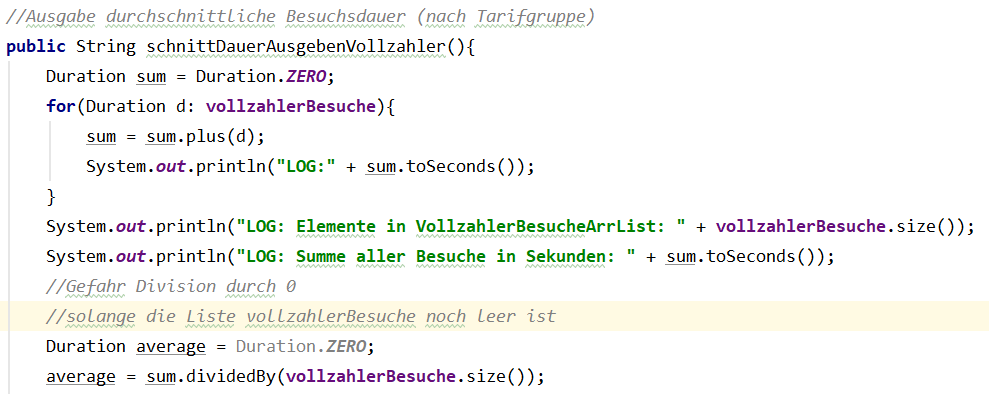 //Ausgabe durchschnittliche Besuchsdauer (nach Tarifgruppe)
public String schnittDauerAusgebenVollzahler(){
Duration sum = Duration.ZERO;
for(Duration d: vollzahlerBesuche){
sum = sum.plus(d);
System.out.println("LOG:" + sum.toSeconds());
}
System.out.println("LOG: Elemente in VollzahlerBesucheArrList: " + vollzahlerBesuche.size());
System.out.println("LOG: Summe aller Besuche in Sekunden: " + sum.toSeconds());
//Gefahr Division durch 0
//solange die Liste vollzahlerBesuche noch leer ist
Duration average = Duration.ZERO;
average = sum.dividedBy(vollzahlerBesuche.size());